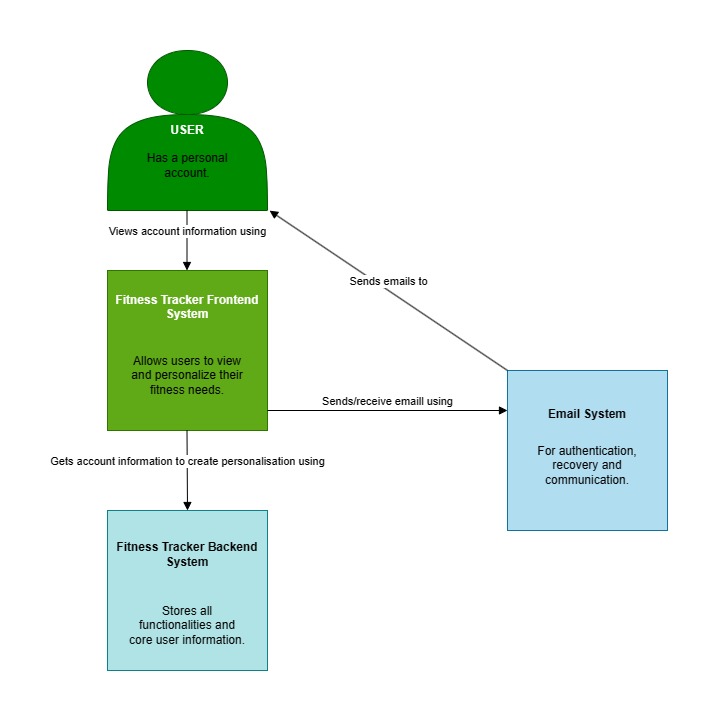 USER
Has a personal
account.
Views account information using
Sends emails to
Fitness Tracker Frontend
System
Allows users to view
and personalize their
fitness needs.
Sends/receive emaill using
Email System
For authentication,
recovery and
communication.
Gets account information to create personalisation using
Fitness Tracker Backend
System
Stores all
functionalities and
core user information.